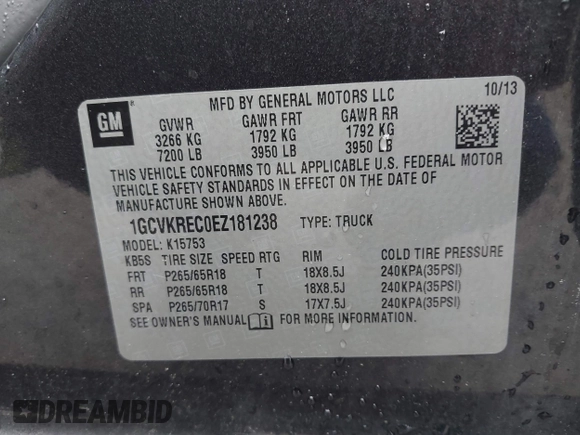 MFD BY GENERAL MOTORS LLC 10/13
GM
GVWR GAWR FRT GAWR RR
3266 KG 1792 KG 1792 KG
7200 LB 3950 LB 3950 LB
THIS VEHICLE CONFORMS TO ALL APPLICABLE U.S. FEDERAL MOTOR
VEHICLE SAFETY STANDARDS IN EFFECT ON THE DATE OF
MANUFACTURE SHOWN ABOVE.
1GCVKREC0EZ181238 TYPE: TRUCK
MODEL: K15753
KB5S TIRE SIZE SPEED RTG RIM COLD TIRE PRESSURE
FRT P265/65R18 T 18X8.5J 240KPA(35PSI)
RR P265/65R18 T 18X8.5J 240KPA(35PSI)
SPA P265/70R17 S 17X7.5J 240KPA(35PSI)
SEE OWNER'S MANUAL FOR MORE INFORMATION.
DREAMBID